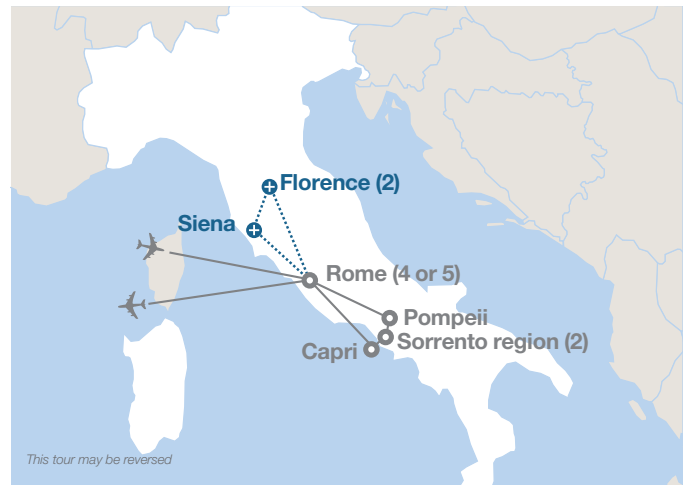 Florence (2)
Siena
Rome (4 or 5)
Pompeii
Sorrento region (2)
Capri
This tour may be reversed